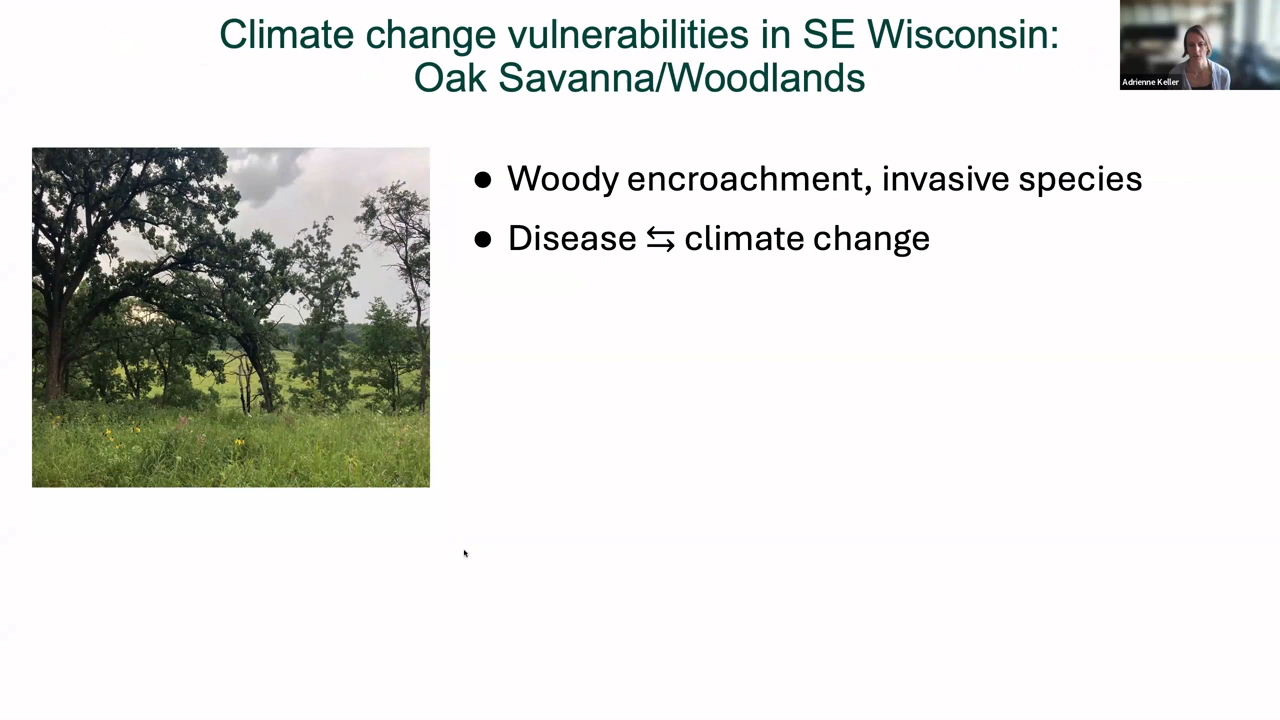 Climate change vulnerabilities in SE Wisconsin:
Oak Savanna/Woodlands
Adrienne Keller
● Woody encroachment, invasive species
● Disease ⇆ climate change